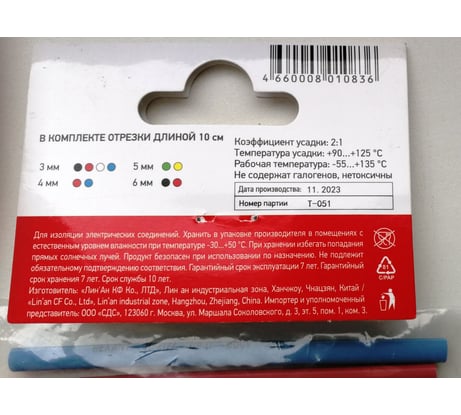 4 660008 010836
В КОМПЛЕКТЕ ОТРЕЗКИ ДЛИНОЙ 10 см
3 мм 5 мм
4 мм 6 мм
Коэффициент усадки: 2:1
Температура усадки: +90...+125 °C
Рабочая температура: -55...+135 °C
Не содержат галогенов, нетоксичны
Дата производства: 11. 2023
Номер партии T-051
Для изоляции электрических соединений. Хранить в упаковке производителя в помещениях с
естественным уровнем влажности при температуре -30...+50 °C. При хранении избегать попадания
прямых солнечных лучей. Продукт безопасен при использовании по назначению. Не подлежит
обязательному подтверждению соответствия. Гарантийный срок эксплуатации 7 лет. Гарантийный
срок хранения 7 лет. Срок службы 10 лет.
Изготовитель: «Лин Ан КФ Ко., ЛТД», Лин ан индустриальная зона, Ханчжоу, Чнацзян, Китай /
«Lin'an CF Co., Ltd», Lin'an industrial zone, Hangzhou, Zhejiang, China. Импортер и уполномоченный
представитель: ООО «СДС», 123060 г. Москва, ул. Маршала Соколовского, д. 3, эт. 5, пом. 1, ком. 3.
81
C/PAP